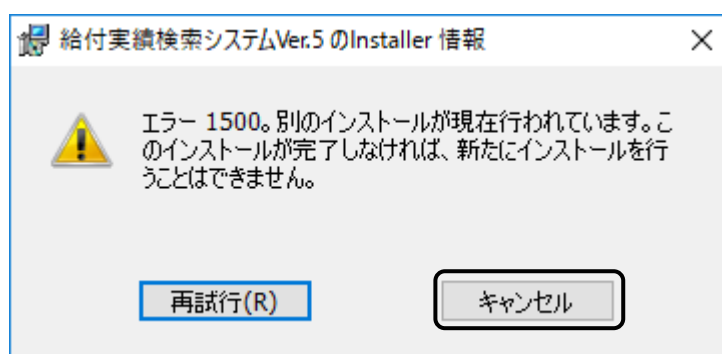 給付実績検索システムVer.5 のInstaller 情報
エラー 1500。別のインストールが現在行われています。こ
のインストールが完了しなければ、新たにインストールを行
うことはできません。
再試行(R)
キャンセル